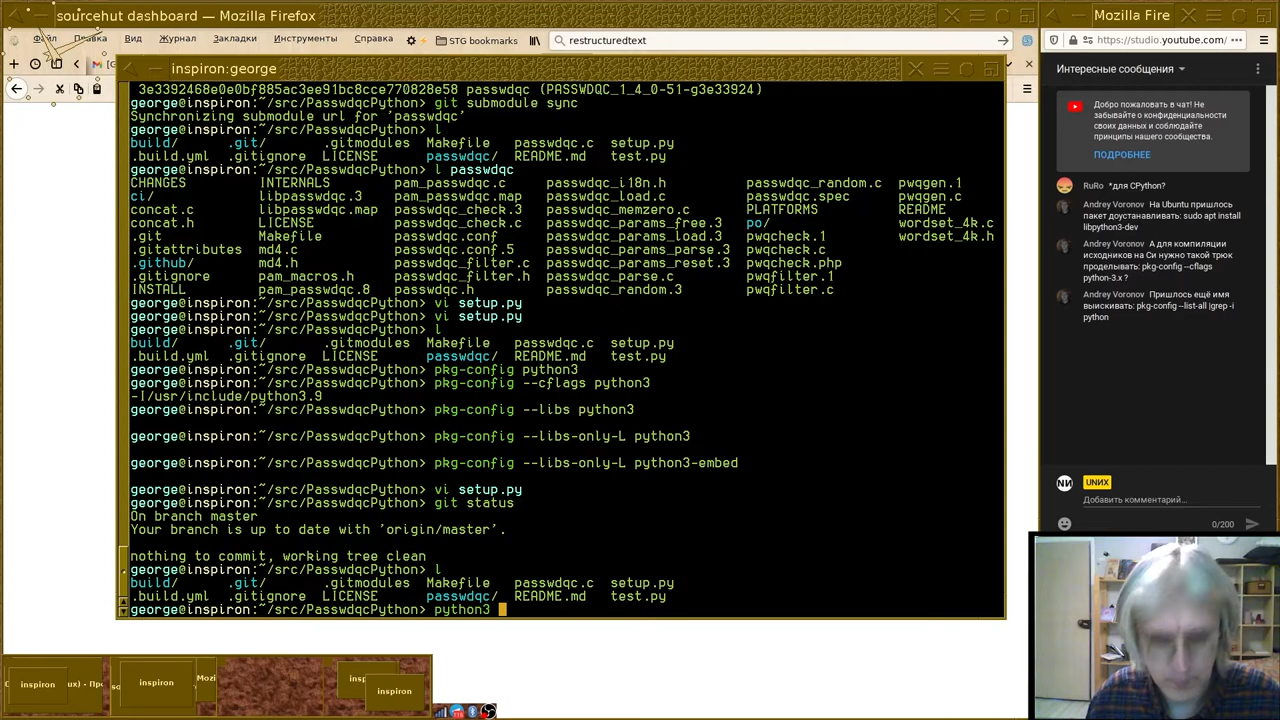 sourcehut dashboard — Mozilla Firefox
Файл Правка Вид Журнал Закладки Инструменты Справка STG bookmarks restructuredtext
Mozilla Fire
https://studio.youtube.com/
inspiron:george
3e3392468e0e0bf885ac3ee91bc8cce770828e58 passwdqc (PASSWDQC_1_4_0-51-g3e33924)
george@inspiron:~/src/PasswdqcPython> git submodule sync
Synchronizing submodule url for 'passwdqc'
george@inspiron:~/src/PasswdqcPython> l
build/ .git/ .gitmodules Makefile passwdqc.c setup.py
.build.yml .gitignore LICENSE passwdqc/ README.md test.py
george@inspiron:~/src/PasswdqcPython> l passwdqc
CHANGES INTERNALS pam_passwdqc.c passwdqc_i18n.h passwdqc_random.c pwqgen.1
ci/ libpasswdqc.3 pam_passwdqc.map passwdqc_load.c passwdqc.spec pwqgen.c
concat.c libpasswdqc.map passwdqc_check.3 passwdqc_memzero.c PLATFORMS README
concat.h LICENSE passwdqc_check.c passwdqc_params_free.3 po/ wordset_4k.c
.git Makefile passwdqc.conf passwdqc_params_load.3 pwqcheck.1 wordset_4k.h
.gitattributes md4.c passwdqc.conf.5 passwdqc_params_parse.3 pwqcheck.c
.github/ md4.h passwdqc_filter.c passwdqc_params_reset.3 pwqcheck.php
.gitignore pam_macros.h passwdqc_filter.h passwdqc_parse.c pwqfilter.1
INSTALL pam_passwdqc.8 passwdqc.h passwdqc_random.3 pwqfilter.c
george@inspiron:~/src/PasswdqcPython> vi setup.py
george@inspiron:~/src/PasswdqcPython> vi setup.py
george@inspiron:~/src/PasswdqcPython> l
build/ .git/ .gitmodules Makefile passwdqc.c setup.py
.build.yml .gitignore LICENSE passwdqc/ README.md test.py
george@inspiron:~/src/PasswdqcPython> pkg-config python3
george@inspiron:~/src/PasswdqcPython> pkg-config --cflags python3
-I/usr/include/python3.9
george@inspiron:~/src/PasswdqcPython> pkg-config --libs python3
george@inspiron:~/src/PasswdqcPython> pkg-config --libs-only-L python3
george@inspiron:~/src/PasswdqcPython> pkg-config --libs-only-L python3-embed
george@inspiron:~/src/PasswdqcPython> vi setup.py
george@inspiron:~/src/PasswdqcPython> git status
On branch master
Your branch is up to date with 'origin/master'.
nothing to commit, working tree clean
george@inspiron:~/src/PasswdqcPython> l
build/ .git/ .gitmodules Makefile passwdqc.c setup.py
.build.yml .gitignore LICENSE passwdqc/ README.md test.py
george@inspiron:~/src/PasswdqcPython> python3
Интересные сообщения
Добро пожаловать в чат! Не
забывайте о конфиденциальности
своих данных и соблюдайте
принципы нашего сообщества.
ПОДРОБНЕЕ
RuRo *для CPython?
Andrey Voronov На Ubuntu пришлось
пакет доустанавливать: sudo apt install
libpython3-dev
Andrey Voronov А для компиляции
исходников на Си нужно такой трюк
проделывать: pkg-config --cflags
python-3.x ?
Andrey Voronov Пришлось ещё имя
выискивать: pkg-config --list-all |grep -i
python
UNИX
Добавить комментарий...
0/200
inspiron
inspiron
inspiron